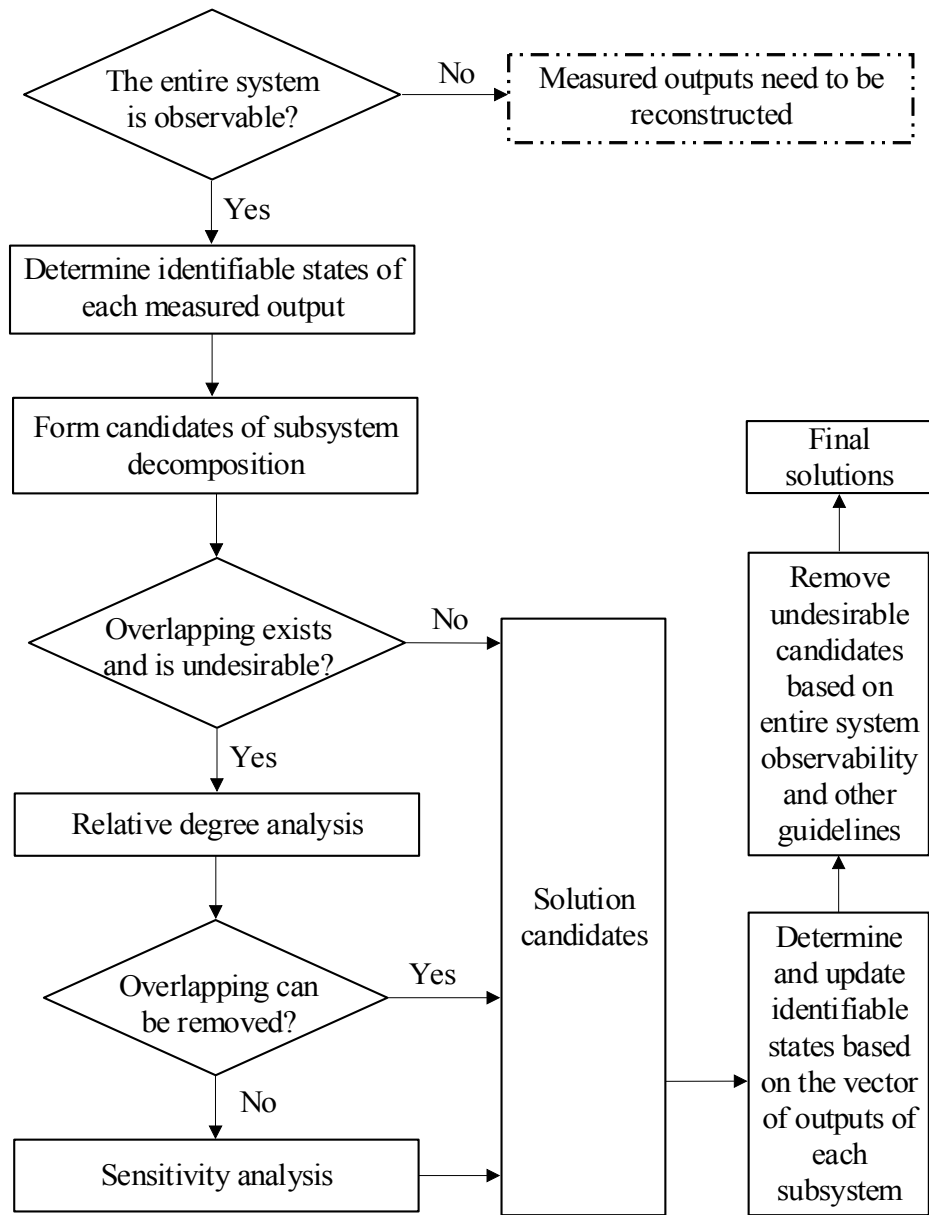 The entire system
is observable?
No
Measured outputs need to be
reconstructed
Yes
Determine identifiable states of
each measured output
Form candidates of subsystem
decomposition
Overlapping exists
and is undesirable?
No
Yes
Relative degree analysis
Overlapping can
be removed?
Yes
No
Sensitivity analysis
Solution
candidates
Determine
and update
identifiable
states based
on the vector
of outputs of
each
subsystem
Remove
undesirable
candidates
based on
entire system
observability
and other
guidelines
Final
solutions